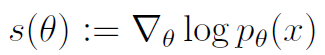 s(θ) := ∇_θ log p_θ(x)